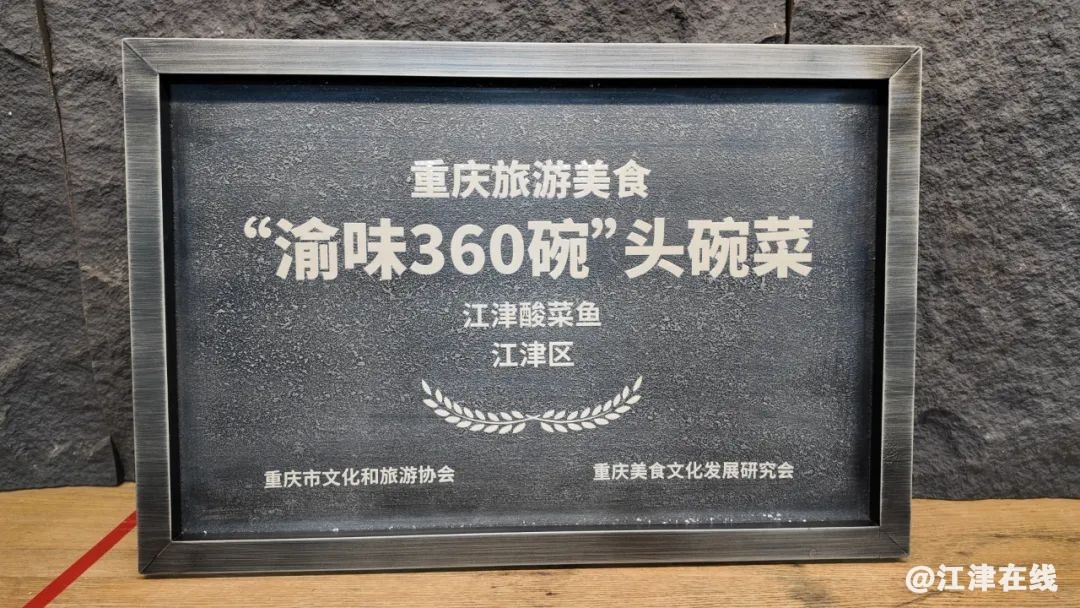 重庆旅游美食
“渝味360碗”头碗菜
江津酸菜鱼
江津区
重庆市文化和旅游协会
重庆美食文化发展研究会
@江津在线